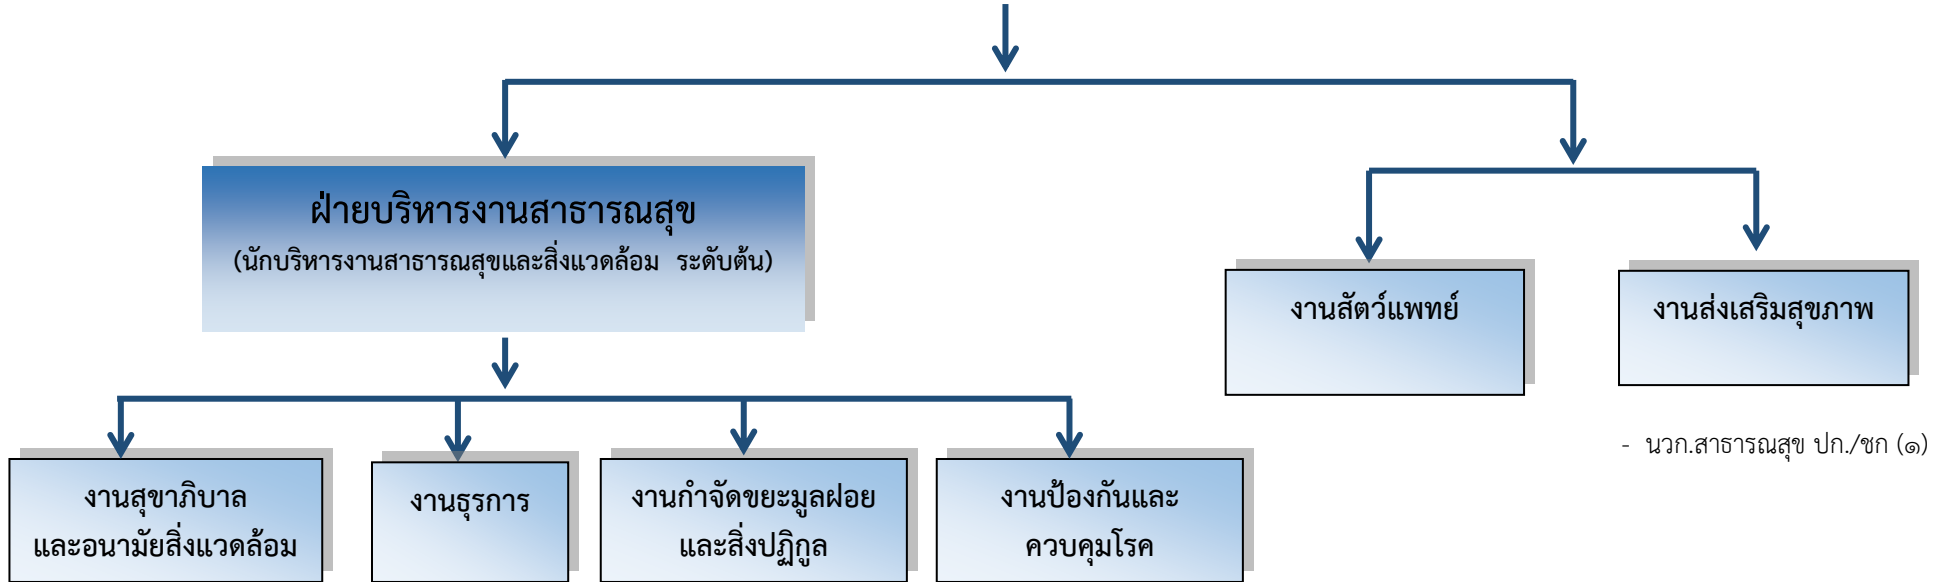 ฝ่ายบริหารงานสาธารณสุข
(นักบริหารงานสาธารณสุขและสิ่งแวดล้อม ระดับต้น)
งานสัตว์แพทย์
งานส่งเสริมสุขภาพ
- นวก.สาธารณสุข ปก./ชก (๑)
งานสุขาภิบาล
และอนามัยสิ่งแวดล้อม
งานธุรการ
งานกำจัดขยะมูลฝอย
และสิ่งปฏิกูล
งานป้องกันและ
ควบคุมโรค